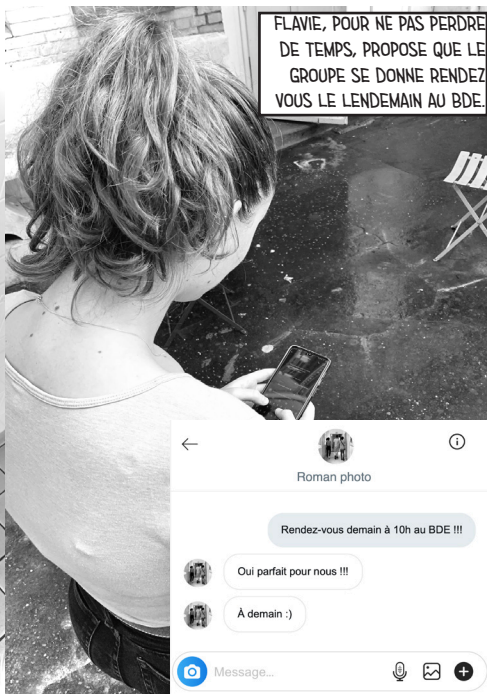 FLAVIE, POUR NE PAS PERDRE
DE TEMPS, PROPOSE QUE LE
GROUPE SE DONNE RENDEZ
VOUS LE LENDEMAIN AU BDE.
Roman photo
Rendez-vous demain à 10h au BDE !!!
Oui parfait pour nous !!!
À demain :)
Message...